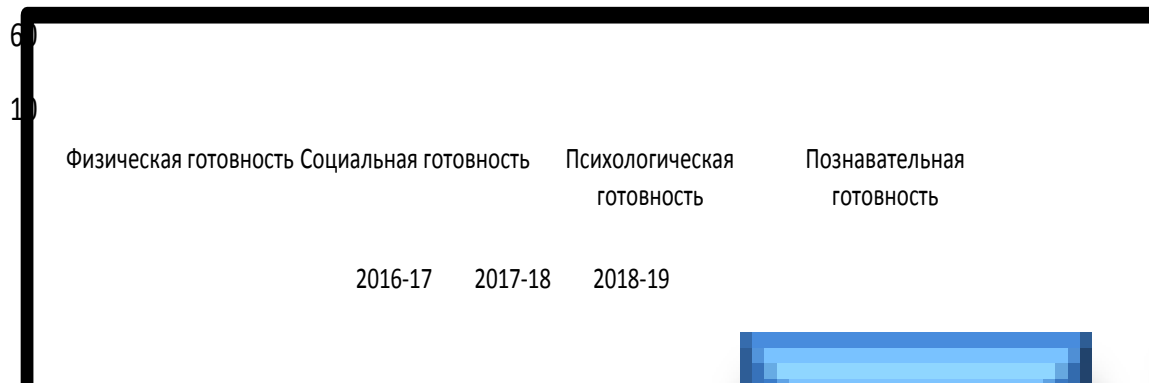 60
10
Физическая готовность Социальная готовность Психологическая готовность Познавательная готовность
2016-17 2017-18 2018-19